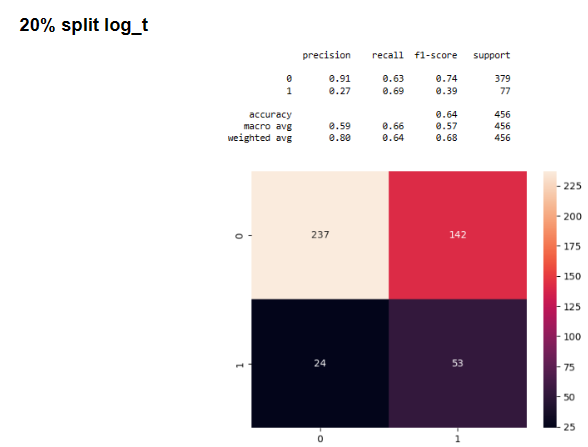 20% split log_t
precision recall f1-score support
0 0.91 0.63 0.74 379
1 0.27 0.69 0.39 77
accuracy 0.64 456
macro avg 0.59 0.66 0.57 456
weighted avg 0.80 0.64 0.68 456
225
200
0 237 142
175
150
125
100
1 24 53
75
50
25
0 1